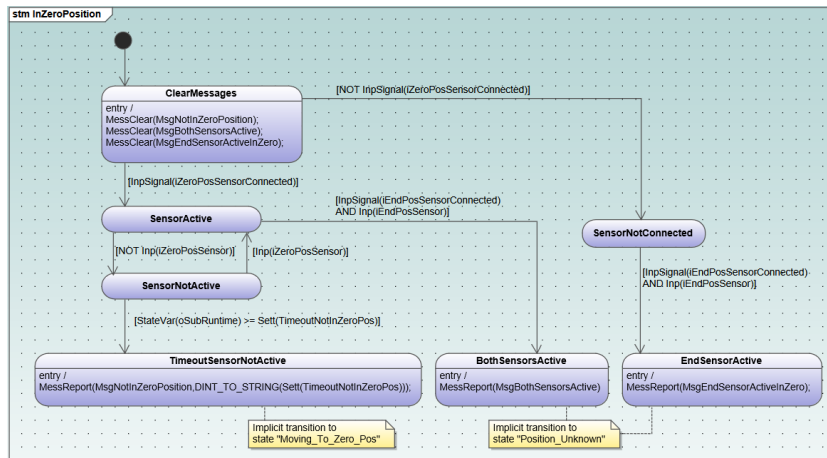 stm InZeroPosition
ClearMessages
entry /
MessClear(MsgNotInZeroPosition);
MessClear(MsgBothSensorsActive);
MessClear(MsgEndSensorActiveInZero);
[NOT InpSignal(iZeroPosSensorConnected)]
[InpSignal(iZeroPosSensorConnected)]
SensorActive
[InpSignal(iEndPosSensorConnected)
AND Inp(iEndPosSensor)]
SensorNotConnected
[NOT Inp(iZeroPosSensor)]
[Inp(iZeroPosSensor)]
SensorNotActive
[InpSignal(iEndPosSensorConnected)
AND Inp(iEndPosSensor)]
[StateVar(oSubRuntime) >= Sett(TimeoutNotInZeroPos)]
TimeoutSensorNotActive
entry /
MessReport(MsgNotInZeroPosition,DINT_TO_STRING(Sett(TimeoutNotInZeroPos)));
BothSensorsActive
entry /
MessReport(MsgBothSensorsActive)
EndSensorActive
entry /
MessReport(MsgEndSensorActiveInZero);
Implicit transition to
state "Moving_To_Zero_Pos"
Implicit transition to
state "Position_Unknown"